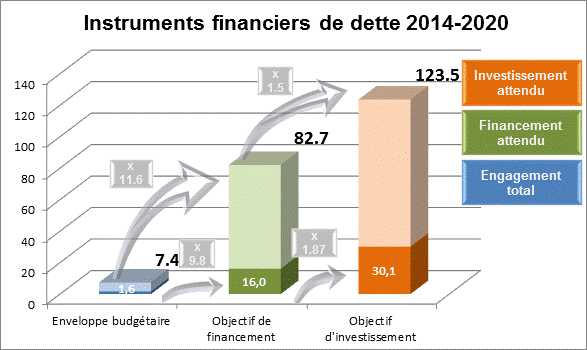 Instruments financiers de dette 2014-2020
140
120
100
80
60
40
20
0
x
11.6
x
1.5
x
9.8
x
1.87
7.4
1,6
82.7
16,0
123.5
30,1
Enveloppe budgétaire
Objectif de
financement
Objectif
d'investissement
Investissement
attendu
Financement
attendu
Engagement
total